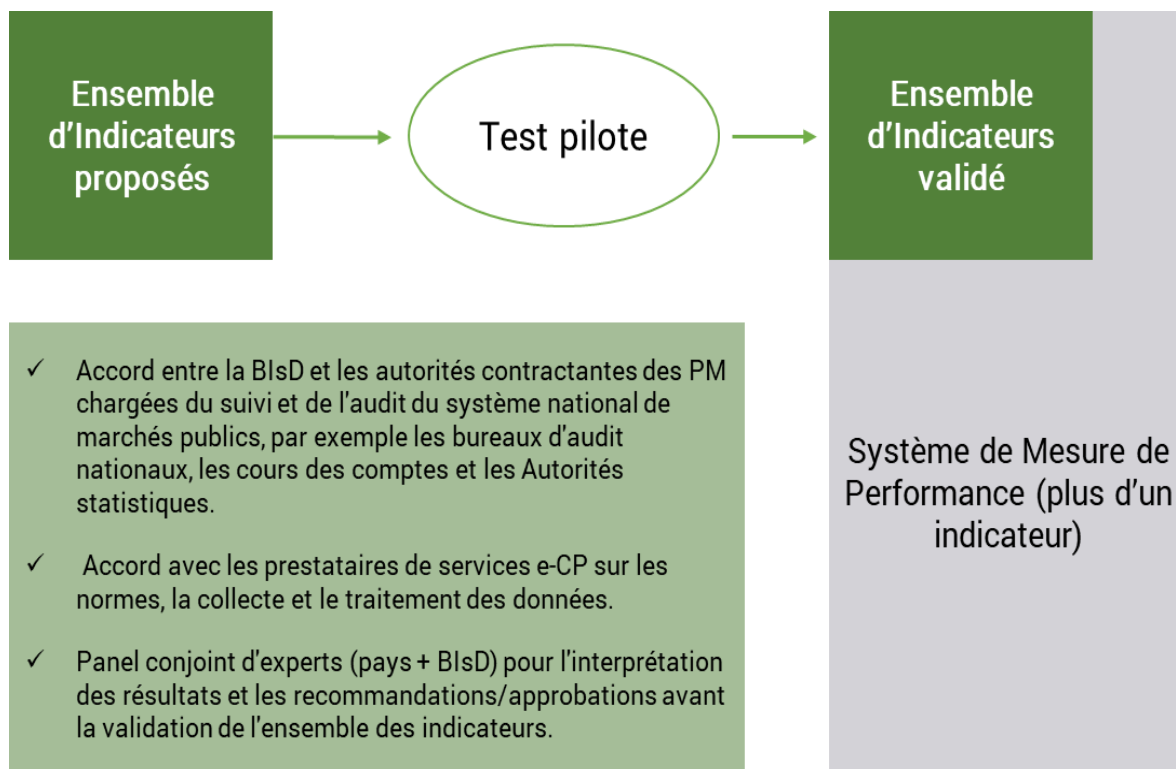 Ensemble
d'Indicateurs
proposés
Test pilote
Ensemble
d'Indicateurs
validé
✓ Accord entre la BIsD et les autorités contractantes des PM
chargées du suivi et de l'audit du système national de
marchés publics, par exemple les bureaux d'audit
nationaux, les cours des comptes et les Autorités
statistiques.
✓ Accord avec les prestataires de services e-CP sur les
normes, la collecte et le traitement des données.
✓ Panel conjoint d'experts (pays + BIsD) pour l'interprétation
des résultats et les recommandations/approbations avant
la validation de l'ensemble des indicateurs.
Système de Mesure de
Performance (plus d'un
indicateur)